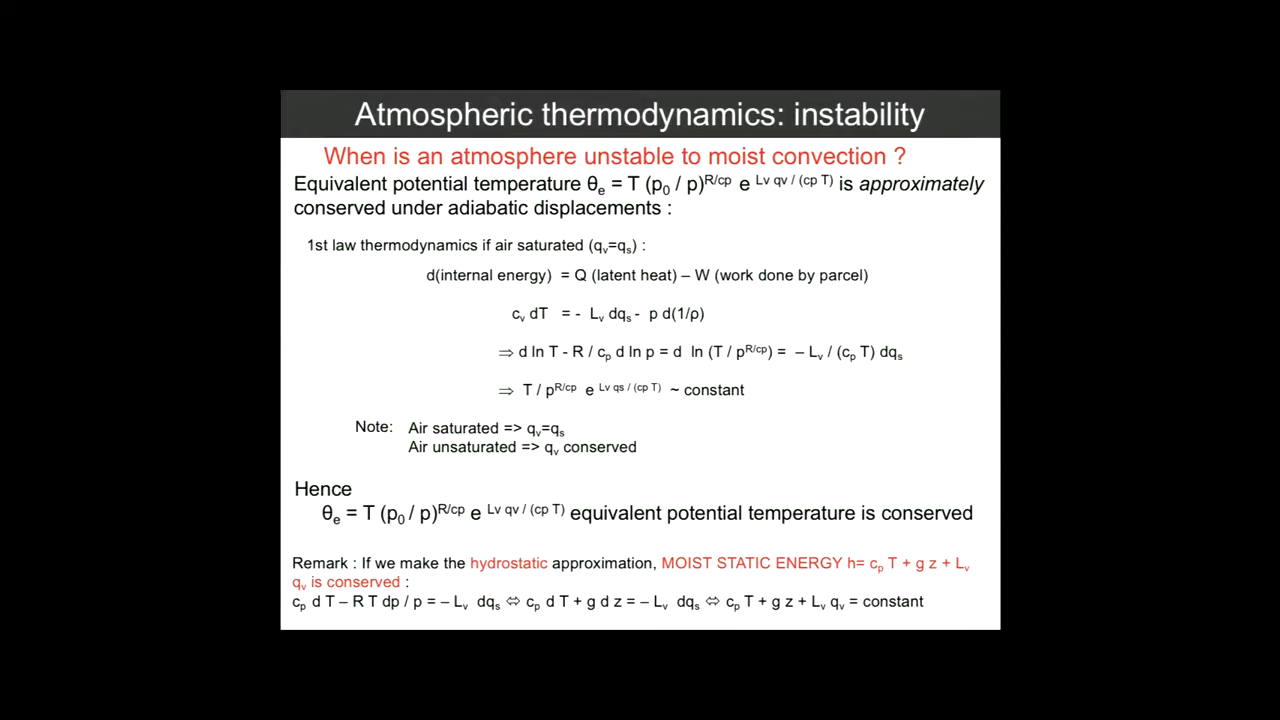 Atmospheric thermodynamics: instability
When is an atmosphere unstable to moist convection ?
Equivalent potential temperature θₑ = T (p₀ / p)^R/cp e ^Lv qv / (cp T) is approximately
conserved under adiabatic displacements :
1st law thermodynamics if air saturated (qᵥ=qₛ) :
d(internal energy) = Q (latent heat) – W (work done by parcel)
cᵥ dT = - Lᵥ dqₛ - p d(1/ρ)
⇒ d ln T - R / cₚ d ln p = d ln (T / p^R/cp) = – Lᵥ / (cₚ T) dqₛ
⇒ T / p^R/cp e ^Lv qs / (cp T) ~ constant
Note: Air saturated => qᵥ=qₛ
Air unsaturated => qᵥ conserved
Hence
θₑ = T (p₀ / p)^R/cp e ^Lv qv / (cp T) equivalent potential temperature is conserved
Remark : If we make the hydrostatic approximation, MOIST STATIC ENERGY h= cₚ T + g z + Lᵥ
qᵥ is conserved :
cₚ d T – R T dp / p = – Lᵥ dqₛ ⇔ cₚ d T + g d z = – Lᵥ dqₛ ⇔ cₚ T + g z + Lᵥ qᵥ = constant